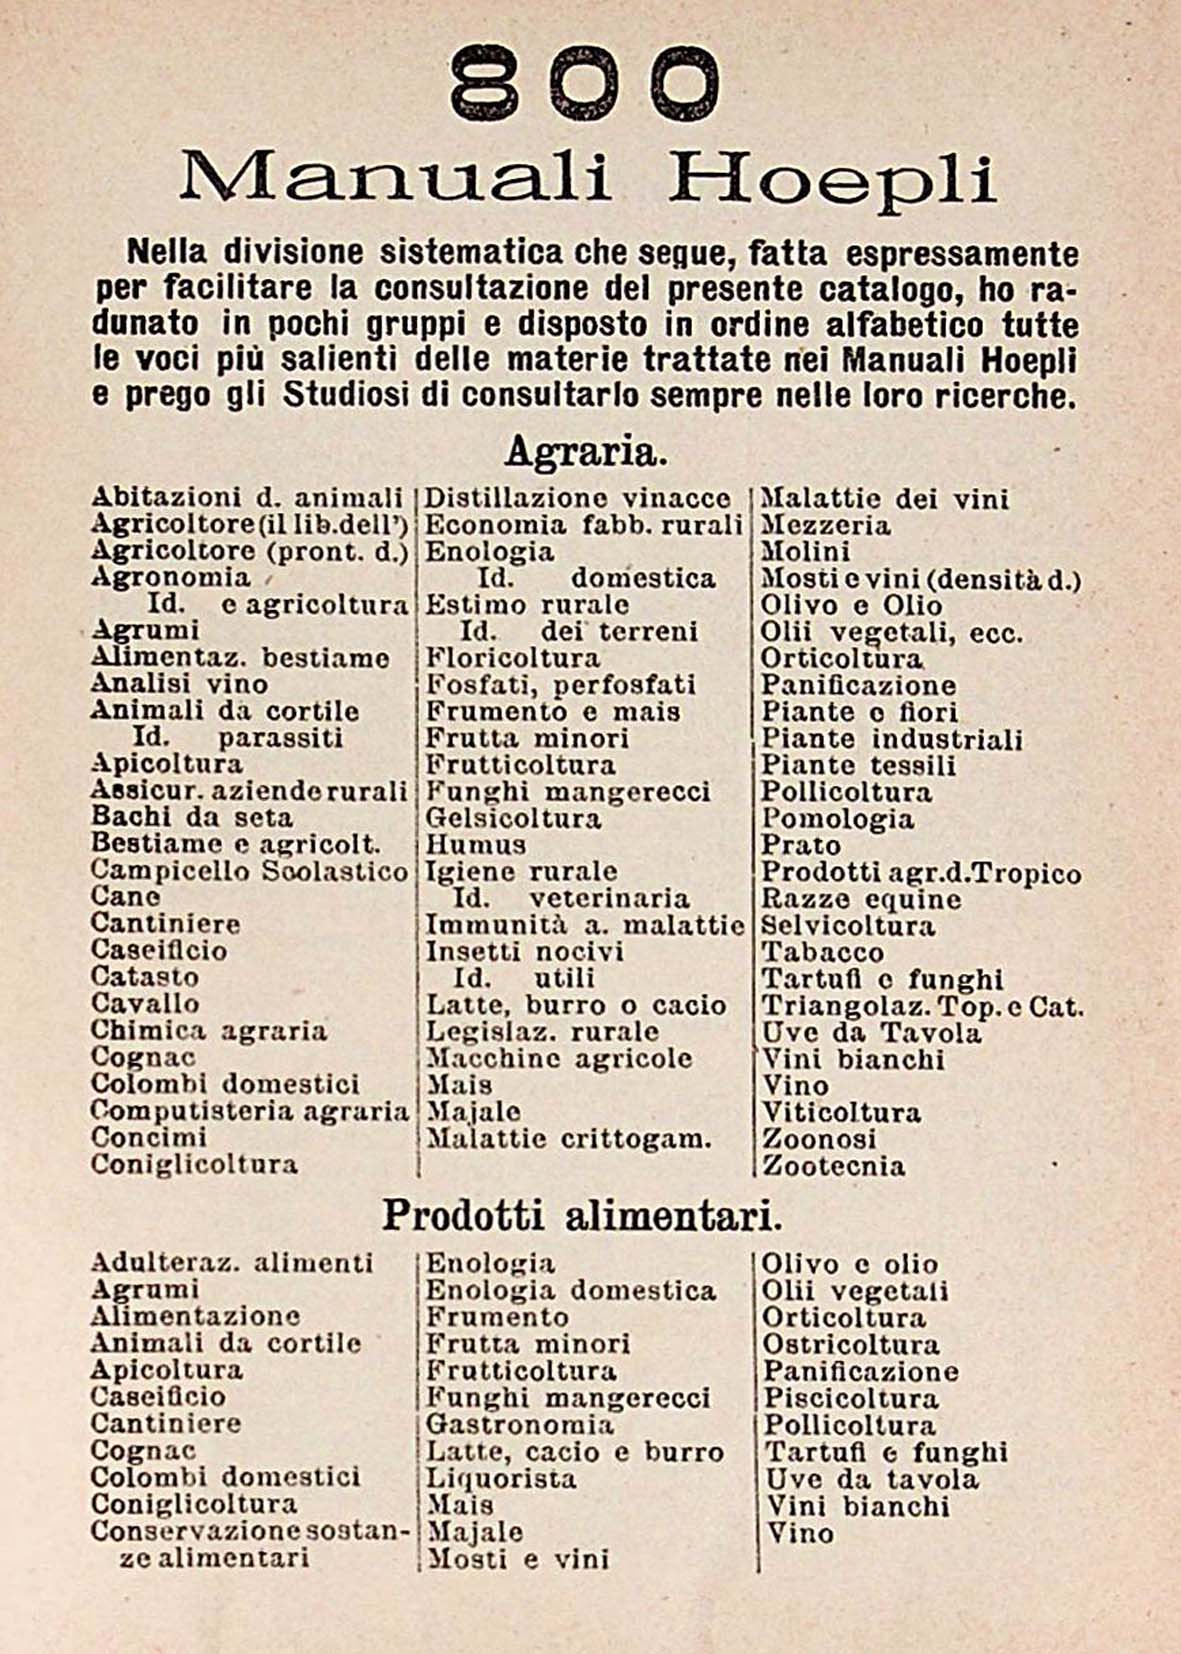 800
Manuali Hoepli
Nella divisione sistematica che segue, fatta espressamente
per facilitare la consultazione del presente catalogo, ho ra-
dunato in pochi gruppi e disposto in ordine alfabetico tutte
le voci più salienti delle materie trattate nei Manuali Hoepli
e prego gli Studiosi di consultarlo sempre nelle loro ricerche.
Agraria.
Abitazioni d. animali
Agricoltore (il lib. dell')
Agricoltore (pront. d.)
Agronomia
Id. e agricoltura
Agrumi
Alimentaz. bestiame
Analisi vino
Animali da cortile
Id. parassiti
Apicoltura
Assicur. aziende rurali
Bachi da seta
Bestiame e agricolt.
Campicello Scolastico
Cane
Cantiniere
Caseificio
Catasto
Cavallo
Chimica agraria
Cognac
Colombi domestici
Computisteria agraria
Concimi
Coniglicoltura
Distillazione vinacce
Economia fabb. rurali
Enologia
Id. domestica
Estimo rurale
Id. dei terreni
Floricoltura
Fosfati, perfosfati
Frumento e mais
Frutta minori
Frutticoltura
Funghi mangerecci
Gelsicoltura
Humus
Igiene rurale
Id. veterinaria
Immunità a. malattie
Insetti nocivi
Id. utili
Latte, burro o cacio
Legislaz. rurale
Macchine agricole
Mais
Majale
Malattie crittogam.
Malattie dei vini
Mezzeria
Molini
Mosti e vini (densità d.)
Olivo e Olio
Olii vegetali, ecc.
Orticoltura
Panificazione
Piante e fiori
Piante industriali
Piante tessili
Pollicoltura
Pomologia
Prato
Prodotti agr. d. Tropico
Razze equine
Selvicoltura
Tabacco
Tartufi e funghi
Triangolaz. Top. e Cat.
Uve da Tavola
Vini bianchi
Vino
Viticoltura
Zoonosi
Zootecnia
Prodotti alimentari.
Adulteraz. alimenti
Agrumi
Alimentazione
Animali da cortile
Apicoltura
Caseificio
Cantiniere
Cognac
Colombi domestici
Coniglicoltura
Conservazione sostan-
ze alimentari
Enologia
Enologia domestica
Frumento
Frutta minori
Frutticoltura
Funghi mangerecci
Gastronomia
Latte, cacio e burro
Liquorista
Mais
Majale
Mosti e vini
Olivo e olio
Olii vegetali
Orticoltura
Ostricoltura
Panificazione
Piscicoltura
Pollicoltura
Tartufi e funghi
Uve da tavola
Vini bianchi
Vino